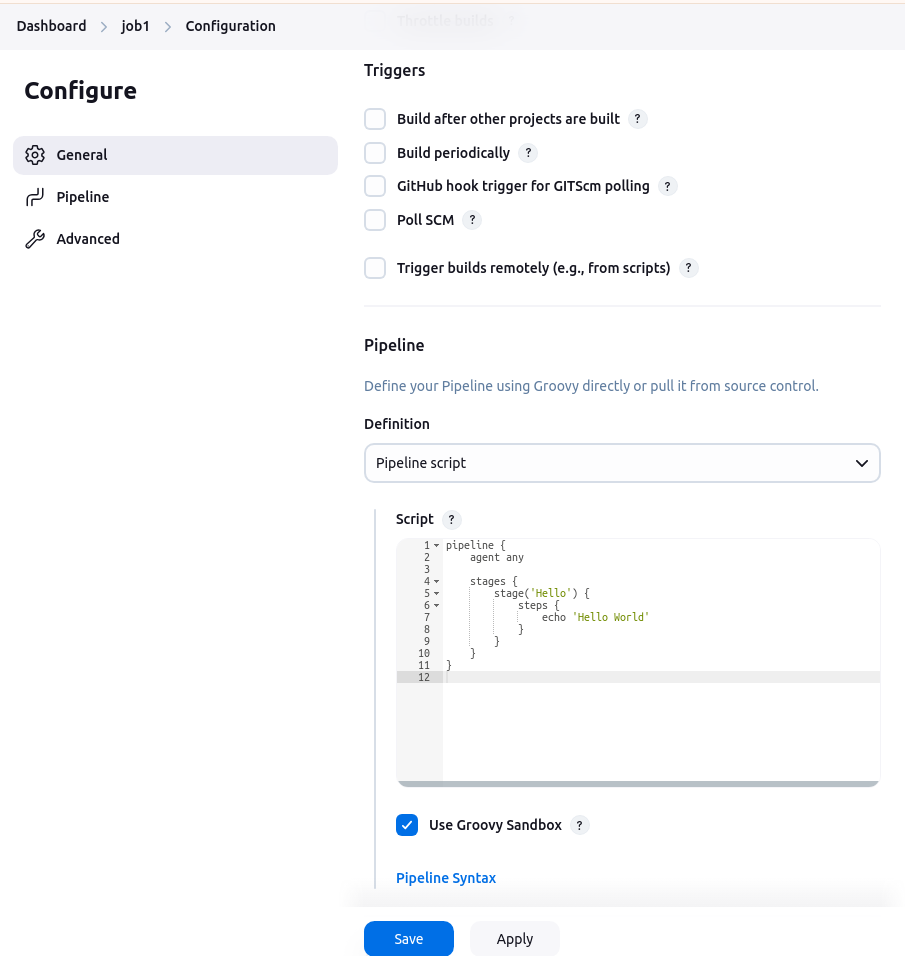 Dashboard > job1 > Configuration
Throttle builds ?
Configure
General
Pipeline
Advanced
Triggers
Build after other projects are built ?
Build periodically ?
GitHub hook trigger for GITScm polling ?
Poll SCM ?
Trigger builds remotely (e.g., from scripts) ?
Pipeline
Define your Pipeline using Groovy directly or pull it from source control.
Definition
Pipeline script
Script ?
1 pipeline {
2     agent any
3
4     stages {
5         stage('Hello') {
6             steps {
7                 echo 'Hello World'
8             }
9         }
10     }
11 }
12
Use Groovy Sandbox ?
Pipeline Syntax
Save Apply